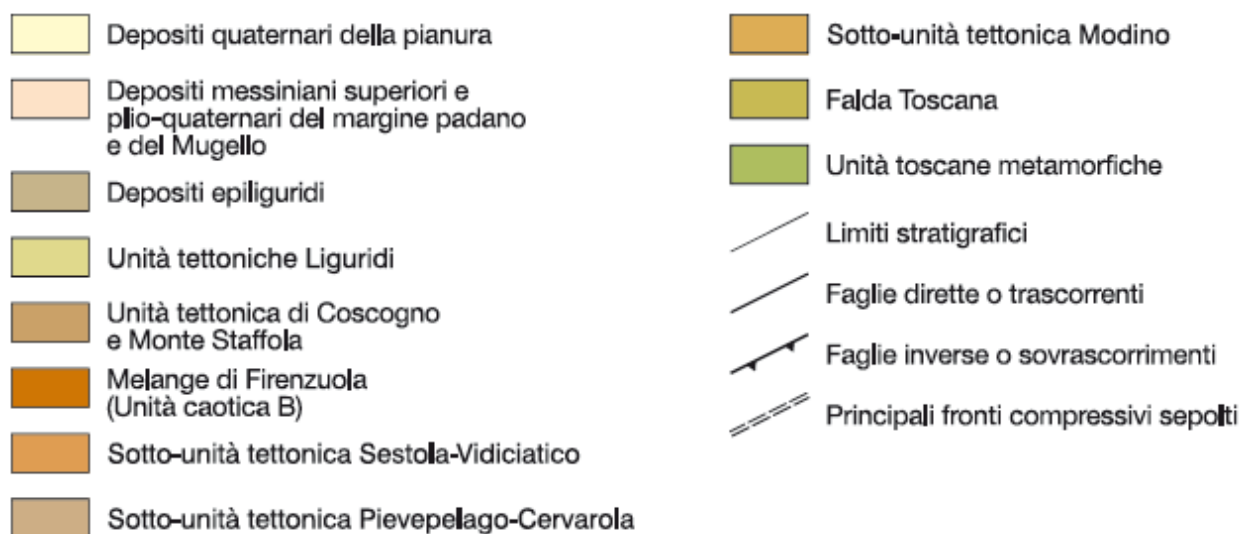 Depositi quaternari della pianura
Depositi messiniani superiori e
plio-quaternari del margine padano
e del Mugello
Depositi epiliguridi
Unità tettoniche Liguridi
Unità tettonica di Coscogno
e Monte Staffola
Melange di Firenzuola
(Unità caotica B)
Sotto-unità tettonica Sestola-Vidiciatico
Sotto-unità tettonica Pievepelago-Cervarola
Sotto-unità tettonica Modino
Falda Toscana
Unità toscane metamorfiche
Limiti stratigrafici
Faglie dirette o trascorrenti
Faglie inverse o sovrascorrimenti
Principali fronti compressivi sepolti